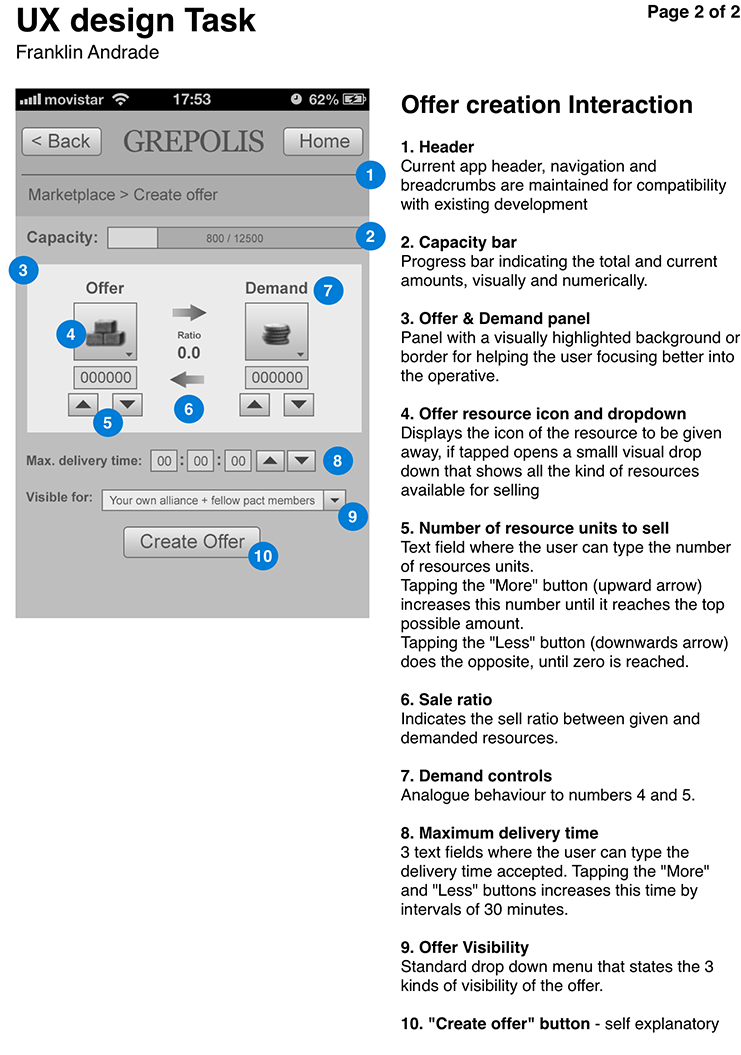 UX design Task
Page 2 of 2
Franklin Andrade
movistar 17:53 62%
< Back GREPOLIS Home
1
Marketplace > Create offer
Capacity: 800 / 12500 2
3
Offer Demand 7
4
Ratio
0.0
000000 000000
5 6
Max. delivery time: 00 : 00 : 00 8
Visible for: Your own alliance + fellow pact members
9
Create Offer
10
Offer creation Interaction
1. Header
Current app header, navigation and
breadcrumbs are maintained for compatibility
with existing development
2. Capacity bar
Progress bar indicating the total and current
amounts, visually and numerically.
3. Offer & Demand panel
Panel with a visually highlighted background or
border for helping the user focusing better into
the operative.
4. Offer resource icon and dropdown
Displays the icon of the resource to be given
away, if tapped opens a smalll visual drop
down that shows all the kind of resources
available for selling
5. Number of resource units to sell
Text field where the user can type the number
of resources units.
Tapping the "More" button (upward arrow)
increases this number until it reaches the top
possible amount.
Tapping the "Less" button (downwards arrow)
does the opposite, until zero is reached.
6. Sale ratio
Indicates the sell ratio between given and
demanded resources.
7. Demand controls
Analogue behaviour to numbers 4 and 5.
8. Maximum delivery time
3 text fields where the user can type the
delivery time accepted. Tapping the "More"
and "Less" buttons increases this time by
intervals of 30 minutes.
9. Offer Visibility
Standard drop down menu that states the 3
kinds of visibility of the offer.
10. "Create offer" button - self explanatory